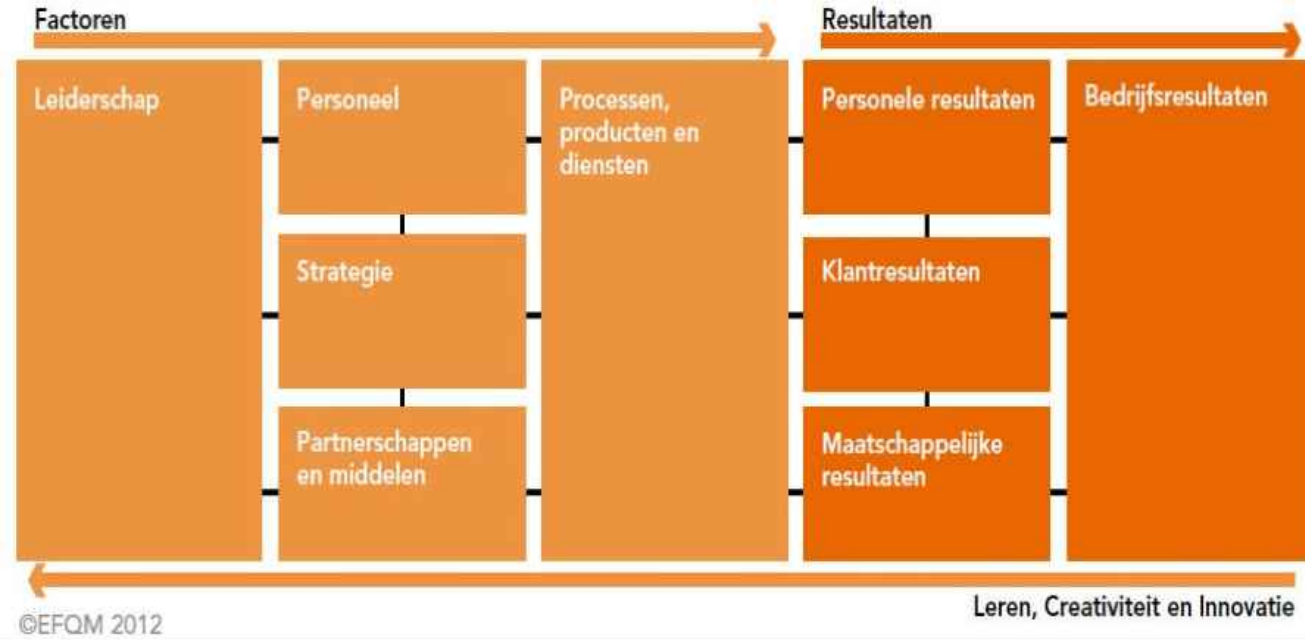 Factoren
Resultaten
Leiderschap
Personeel
Processen,
producten en
diensten
Personele resultaten
Bedrijfsresultaten
Strategie
Klantresultaten
Partnerschappen
en middelen
Maatschappelijke
resultaten
Leren, Creativiteit en Innovatie
©EFQM 2012